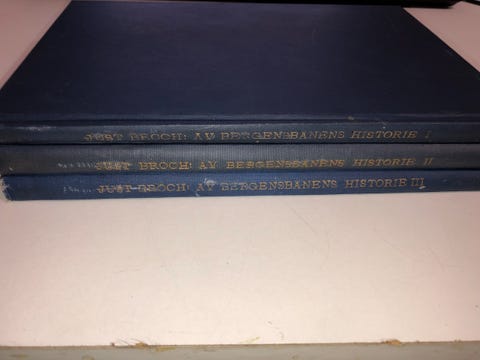 JUST BROCH: AV BERGENSBANENS HISTORIE I
JUST BROCH: AV BERGENSBANENS HISTORIE II
JUST BROCH: AV BERGENSBANENS HISTORIE III